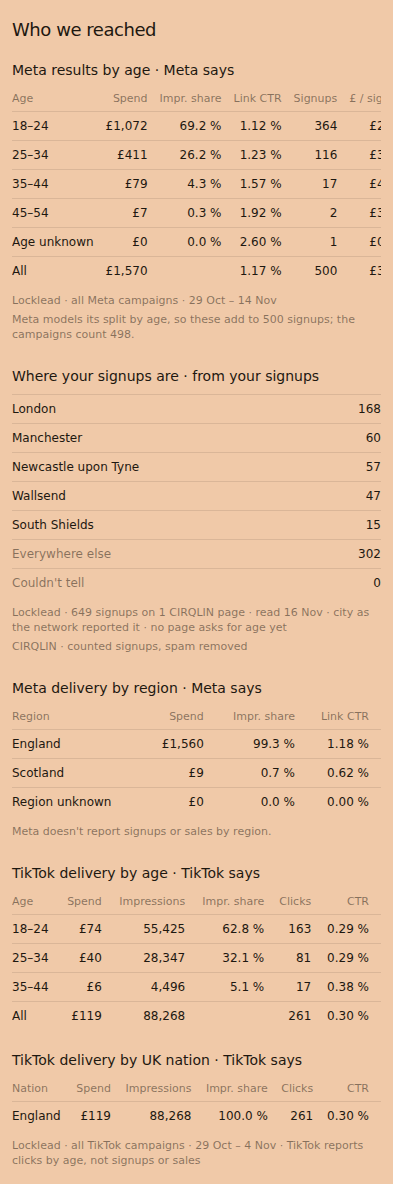 Who we reached
Meta results by age · Meta says
Age Spend Impr. share Link CTR Signups £ / sig
18–24 £1,072 69.2 % 1.12 % 364
25–34 £411 26.2 % 1.23 % 116
35–44 £79 4.3 % 1.57 % 17
45–54 £7 0.3 % 1.92 % 2
Age unknown £0 0.0 % 2.60 % 1
All £1,570 1.17 % 500
Locklead · all Meta campaigns · 29 Oct – 14 Nov
Meta models its split by age, so these add to 500 signups; the
campaigns count 498.
Where your signups are · from your signups
London 168
Manchester 60
Newcastle upon Tyne 57
Wallsend 47
South Shields 15
Everywhere else 302
Couldn't tell 0
Locklead · 649 signups on 1 CIRQLIN page · read 16 Nov · city as
the network reported it · no page asks for age yet
CIRQLIN · counted signups, spam removed
Meta delivery by region · Meta says
Region Spend Impr. share Link CTR
England £1,560 99.3 % 1.18 %
Scotland £9 0.7 % 0.62 %
Region unknown £0 0.0 % 0.00 %
Meta doesn't report signups or sales by region.
TikTok delivery by age · TikTok says
Age Spend Impressions Impr. share Clicks CTR
18–24 £74 55,425 62.8 % 163 0.29 %
25–34 £40 28,347 32.1 % 81 0.29 %
35–44 £6 4,496 5.1 % 17 0.38 %
All £119 88,268 261 0.30 %
TikTok delivery by UK nation · TikTok says
Nation Spend Impressions Impr. share Clicks CTR
England £119 88,268 100.0 % 261 0.30 %
Locklead · all TikTok campaigns · 29 Oct – 4 Nov · TikTok reports
clicks by age, not signups or sales